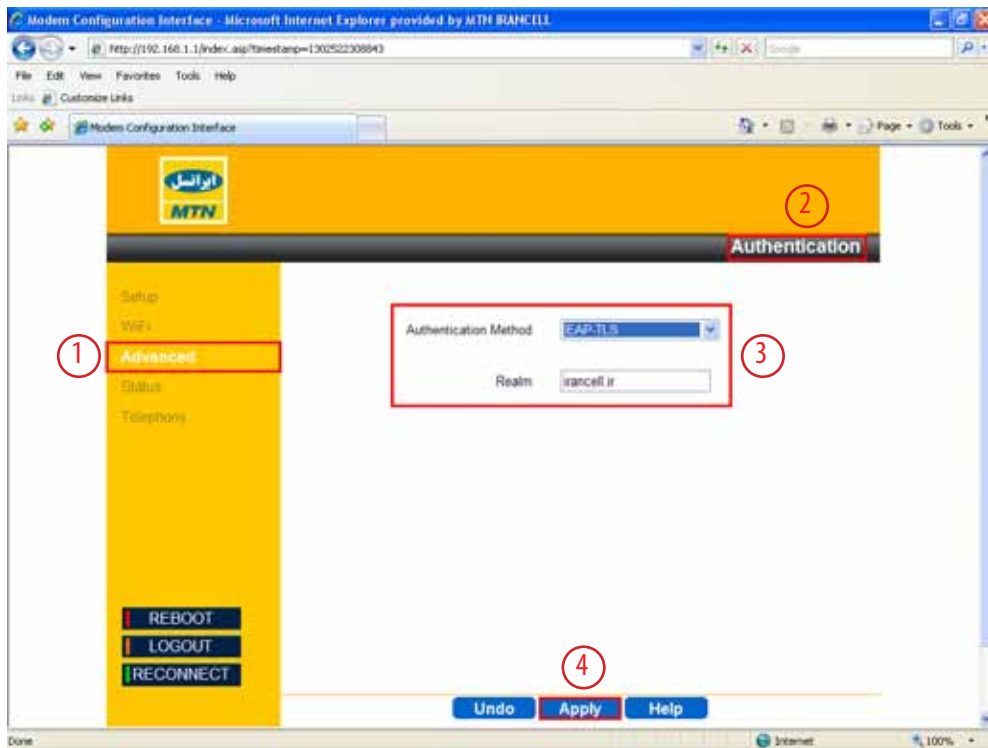 Modem Configuration Interface - Microsoft Internet Explorer provided by MTN IRANCELL
http://192.168.1.1/index.asp?timestamp=1302522308843
Google
File Edit View Favorites Tools Help
Links Customize Links
Modem Configuration Interface
Page Tools
ایرانسل
MTN
2
Authentication
Setup
WiFi
1
Advanced
Status
Telephony
Authentication Method EAP-TLS
3
Realm irancell.ir
REBOOT
LOGOUT
RECONNECT
4
Undo Apply Help
Done Internet 100%